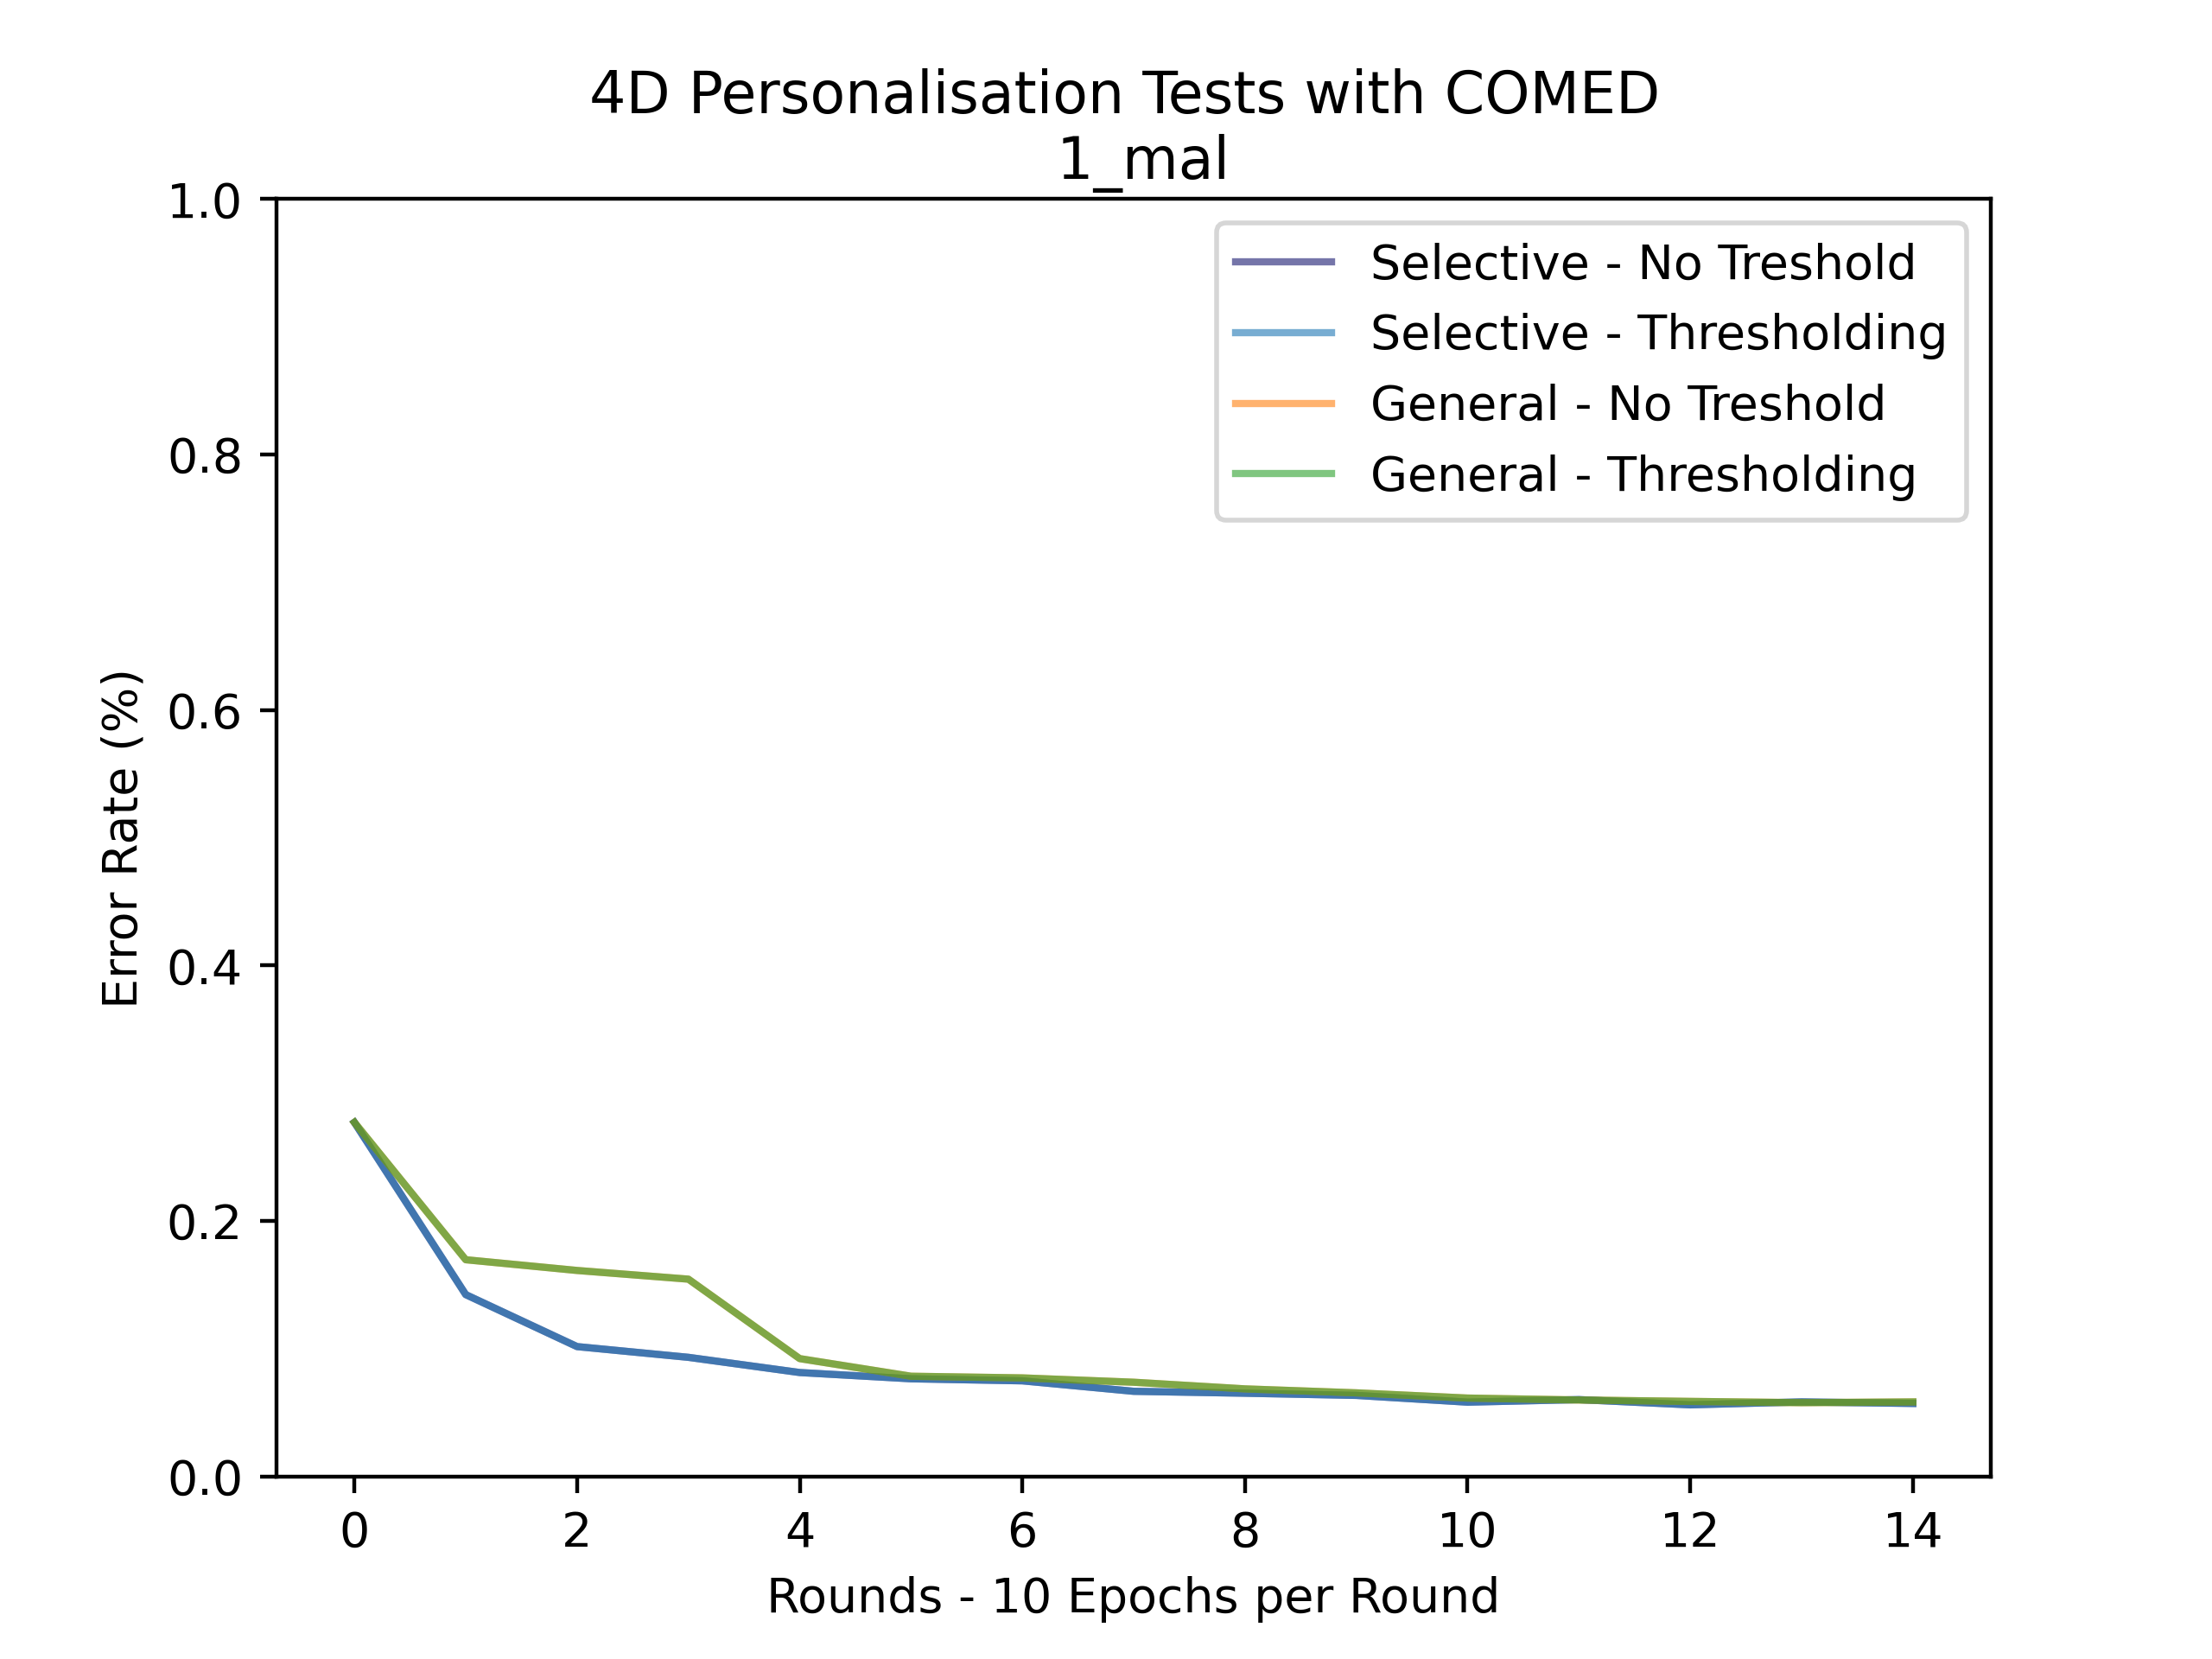 4D Personalisation Tests with COMED
1_mal
1.0
0.8
0.6
0.4
0.2
0.0
Error Rate (%)
Selective - No Treshold
Selective - Thresholding
General - No Treshold
General - Thresholding
0 2 4 6 8 10 12 14
Rounds - 10 Epochs per Round